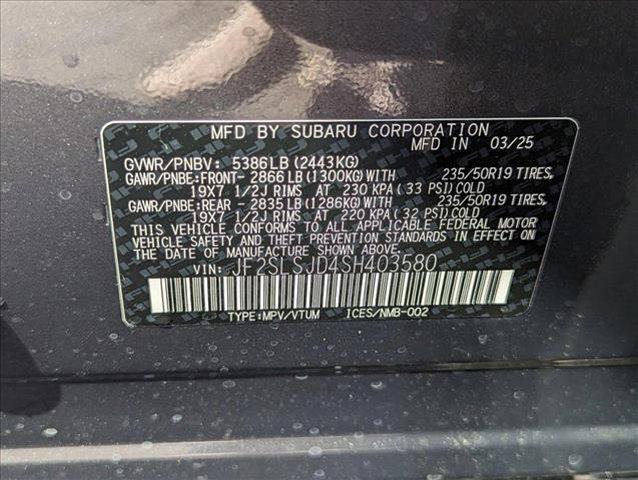 MFD BY SUBARU CORPORATION
MFD IN 03/25
GVWR/PNBV: 5386LB (2443KG)
GAWR/PNBE:FRONT- 2866 LB (1300KG) WITH 235/50R19 TIRES,
19X7 1/2J RIMS AT 230 KPA (33 PSI) COLD
GAWR/PNBE:REAR - 2835 LB (1286KG) WITH 235/50R19 TIRES,
19X7 1/2J RIMS AT 220 KPA (32 PSI) COLD
THIS VEHICLE CONFORMS TO ALL APPLICABLE FEDERAL MOTOR
VEHICLE SAFETY AND THEFT PREVENTION STANDARDS IN
EFFECT ON THE DATE OF MANUFACTURE SHOWN ABOVE.
VIN: JF2SLSJD4SH403580
TYPE:MPV/VTUM ICES/NMB-002